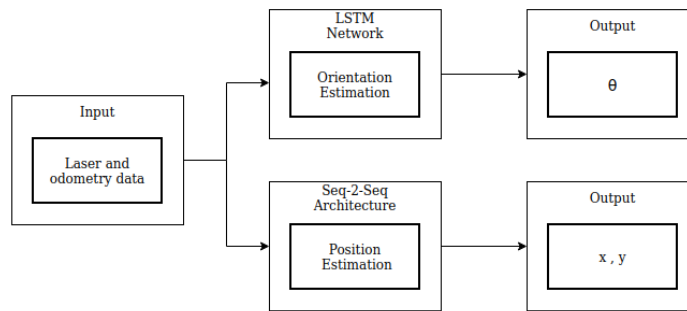 Input
Laser and
odometry data
LSTM
Network
Orientation
Estimation
Output
θ
Seq-2-Seq
Architecture
Position
Estimation
Output
x , y